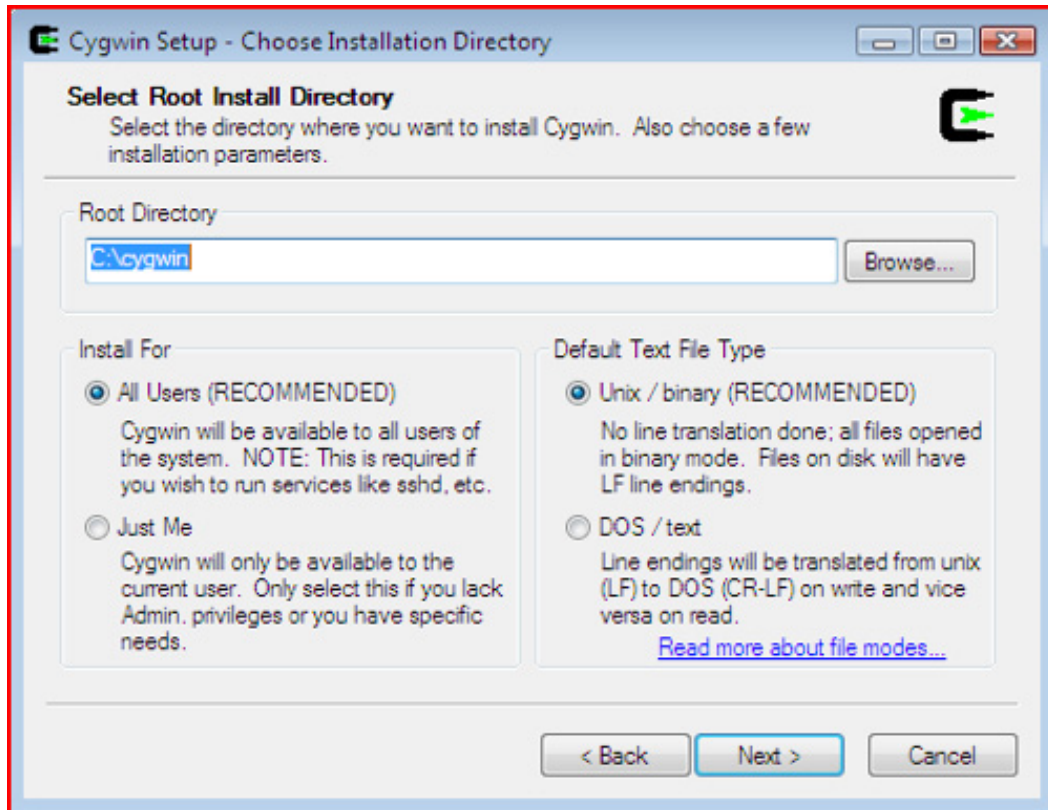 Cygwin Setup - Choose Installation Directory
Select Root Install Directory
Select the directory where you want to install Cygwin. Also choose a few
installation parameters.
Root Directory
C:\cygwin
Browse...
Install For
All Users (RECOMMENDED)
Cygwin will be available to all users of
the system. NOTE: This is required if
you wish to run services like sshd, etc.
Just Me
Cygwin will only be available to the
current user. Only select this if you lack
Admin. privileges or you have specific
needs.
Default Text File Type
Unix / binary (RECOMMENDED)
No line translation done; all files opened
in binary mode. Files on disk will have
LF line endings.
DOS / text
Line endings will be translated from unix
(LF) to DOS (CR-LF) on write and vice
versa on read.
Read more about file modes...
< Back
Next >
Cancel